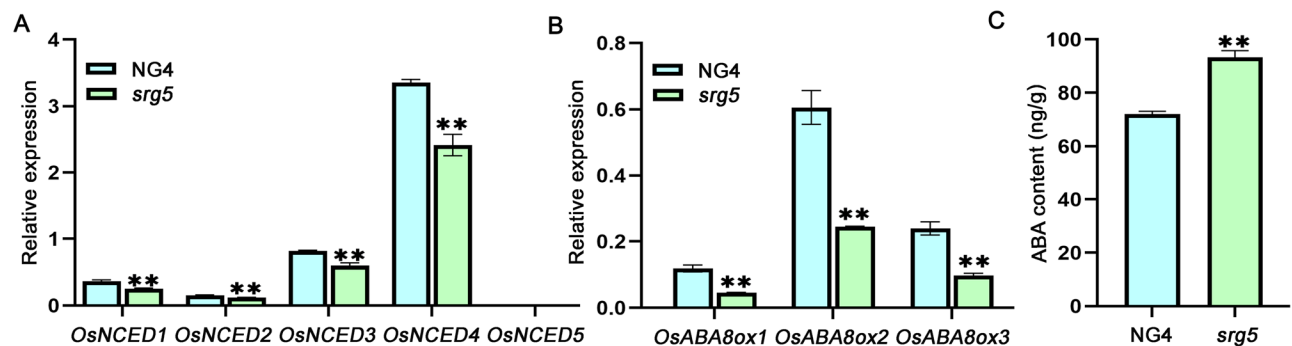 A
Relative expression
4
3
2
1
0
NG4
srg5
**
**
**
**
OsNCED1 OsNCED2 OsNCED3 OsNCED4 OsNCED5
B
Relative expression
0.8
0.6
0.4
0.2
0.0
NG4
srg5
**
**
**
OsABA8ox1 OsABA8ox2 OsABA8ox3
C
ABA content (ng/g)
100
80
60
40
20
0
**
NG4 srg5